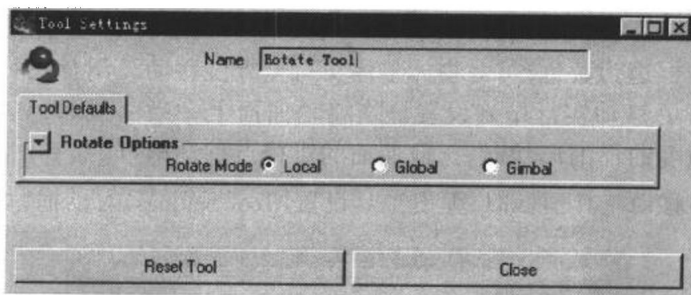 Tool Settings
Name Rotate Tool
Tool Defaults
Rotate Options
Rotate Mode Local Global Gimbal
Reset Tool Close